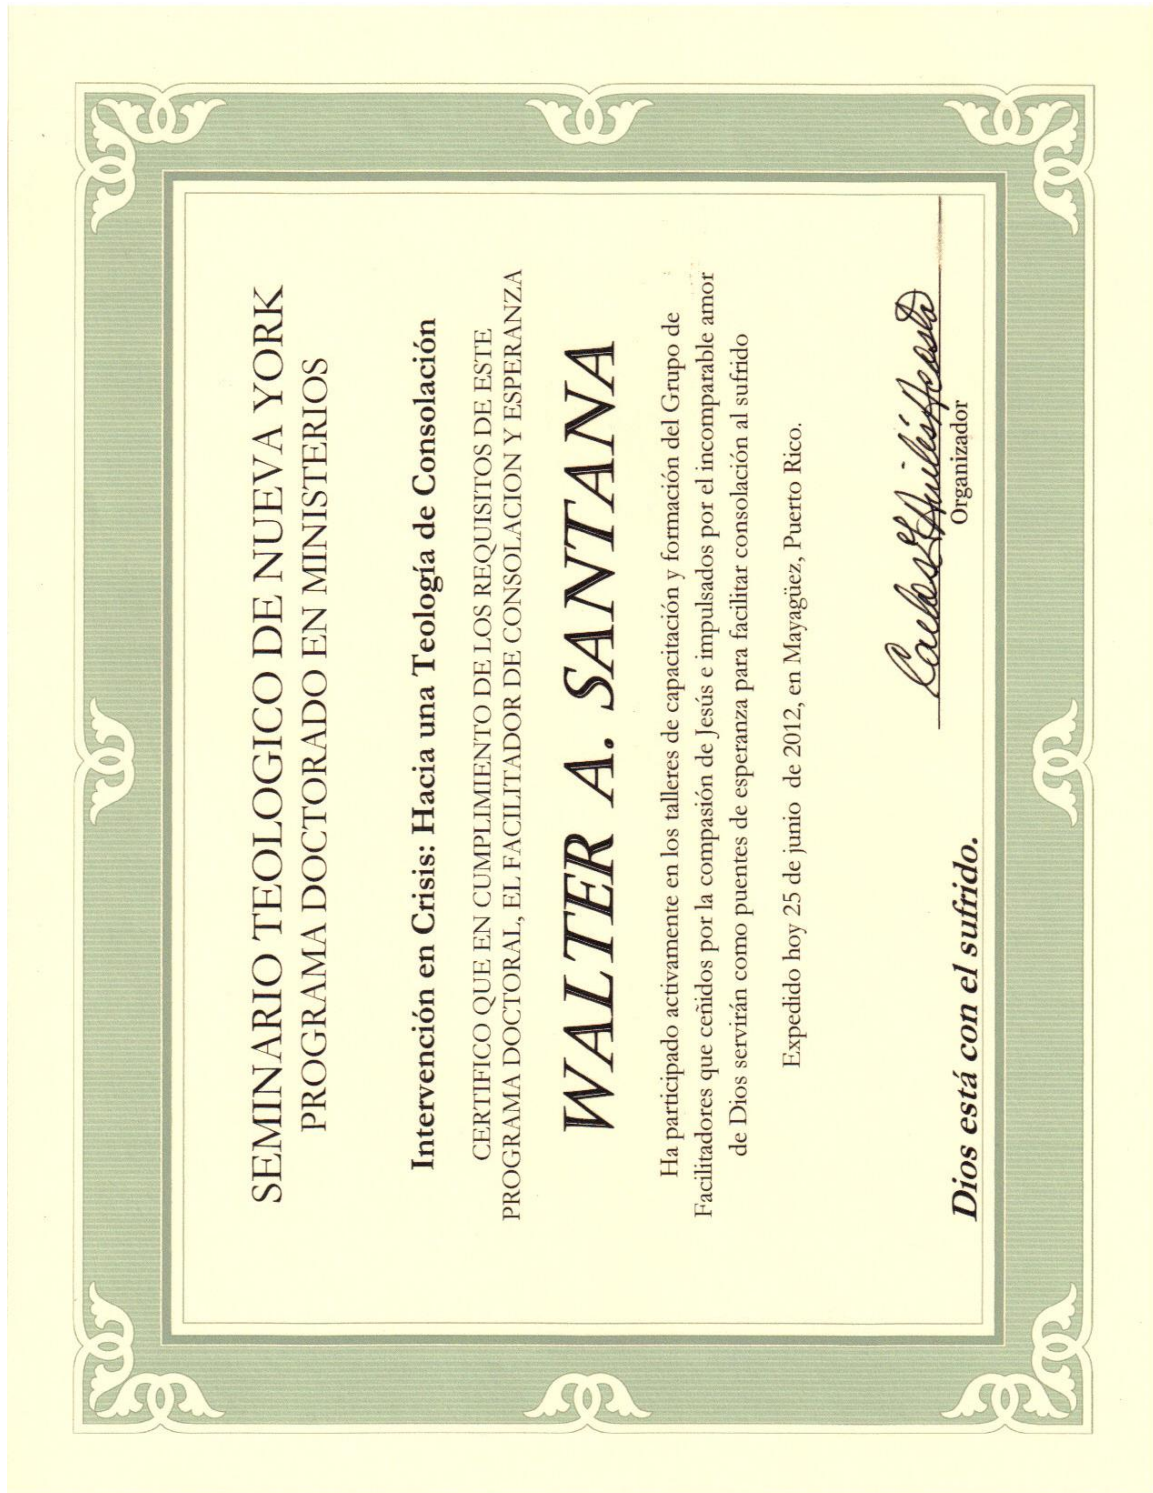 SEMINARIO TEOLOGICO DE NUEVA YORK
PROGRAMA DOCTORADO EN MINISTERIOS
Intervención en Crisis: Hacia una Teología de Consolación
CERTIFICO QUE EN CUMPLIMIENTO DE LOS REQUISITOS DE ESTE
PROGRAMA DOCTORAL, EL FACILITADOR DE CONSOLACION Y ESPERANZA
WALTER A. SANTANA
Ha participado activamente en los talleres de capacitación y formación del Grupo de
Facilitadores que ceñidos por la compasión de Jesús e impulsados por el incomparable amor
de Dios servirán como puentes de esperanza para facilitar consolación al sufrido
Expedido hoy 25 de junio de 2012, en Mayagüez, Puerto Rico.
Carlos
Organizador
Dios está con el sufrido.